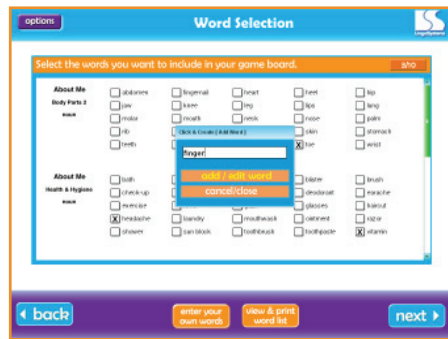 options
Word Selection
LingoSystems
Select the words you want to include in your game board.
About Me
Body Parts 2
noun
abdomen
fingernail
heart
heel
hip
jaw
knee
leg
lips
lung
molar
mouth
neck
nose
palm
rib
skin
stomach
teeth
toe
wrist
Click & Create [ Add Word ]
finger
add / edit word
cancel/close
About Me
Health & Hygiene
noun
bath
blister
brush
check-up
deodorant
earache
exercise
glasses
haircut
headache
laundry
mouthwash
ointment
razor
shower
sun block
toothbrush
toothpaste
vitamin
back
enter your
own words
view & print
word list
next